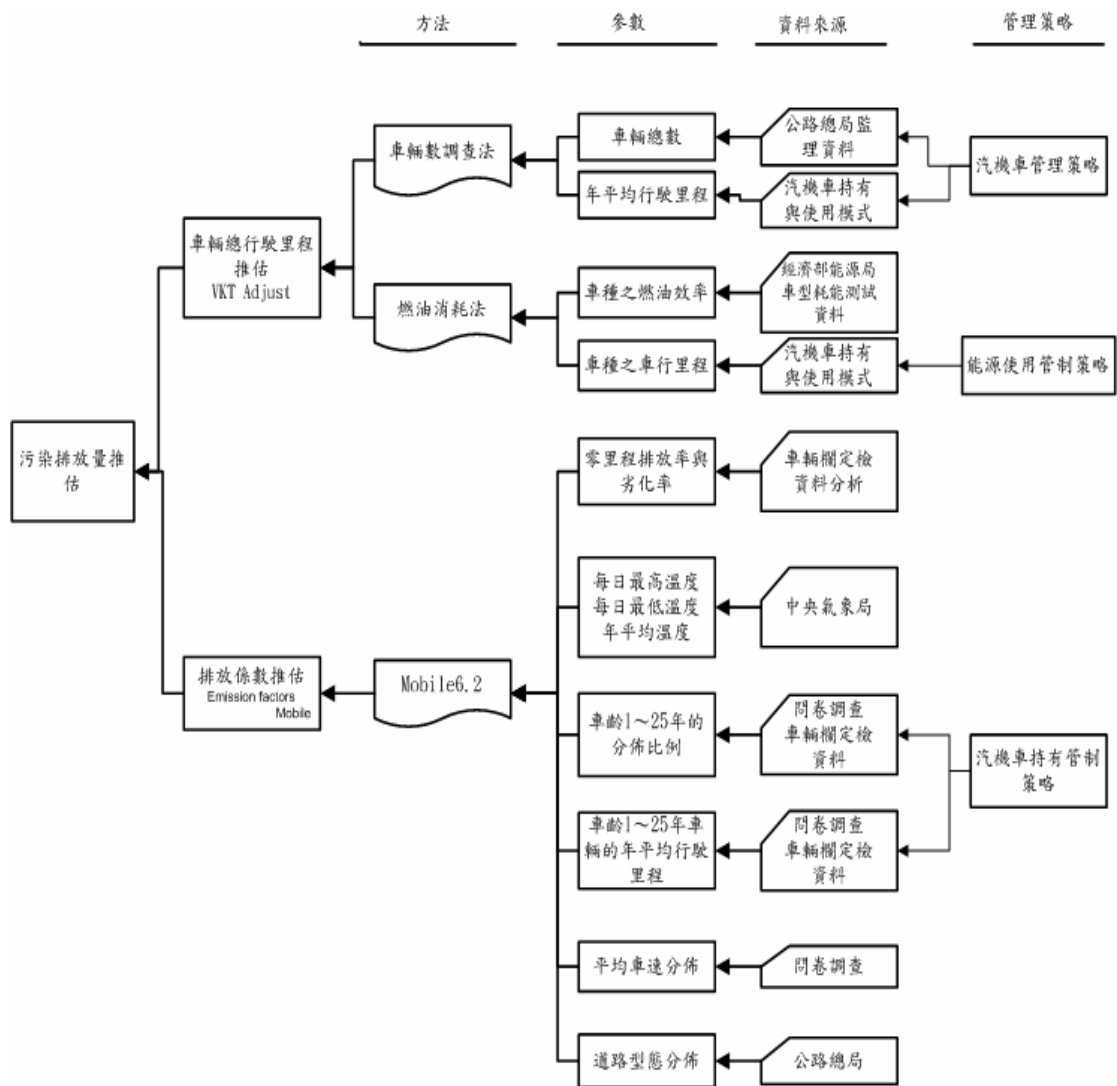 方法
參數
資料來源
管理策略
車輛數調查法
車輛總數
公路總局監
理資料
汽機車管理策略
年平均行駛里程
汽機車持有
與使用模式
車輛總行駛里程
推估
VKT Adjust
燃油消耗法
車種之燃油效率
經濟部能源局
車型耗能測試
資料
車種之車行里程
汽機車持有
與使用模式
能源使用管制策略
污染排放量推
估
零里程排放率與
劣化率
車輛攔定檢
資料分析
每日最高溫度
每日最低溫度
年平均溫度
中央氣象局
排放係數推估
Emission factors
Mobile
Mobile6.2
車齡1～25年的
分佈比例
問卷調查
車輛攔定檢
資料
汽機車持有管制
策略
車齡1～25年車
輛的年平均行駛
里程
問卷調查
車輛攔定檢
資料
平均車速分佈
問卷調查
道路型態分佈
公路總局